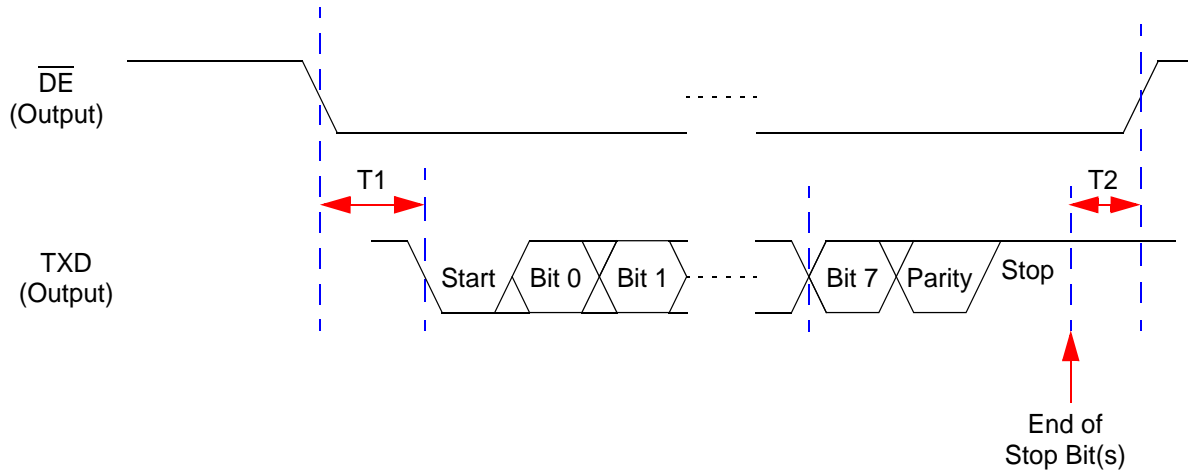 DE
(Output)
T1
T2
TXD
(Output)
Start
Bit 0
Bit 1
Bit 7
Parity
Stop
End of
Stop Bit(s)